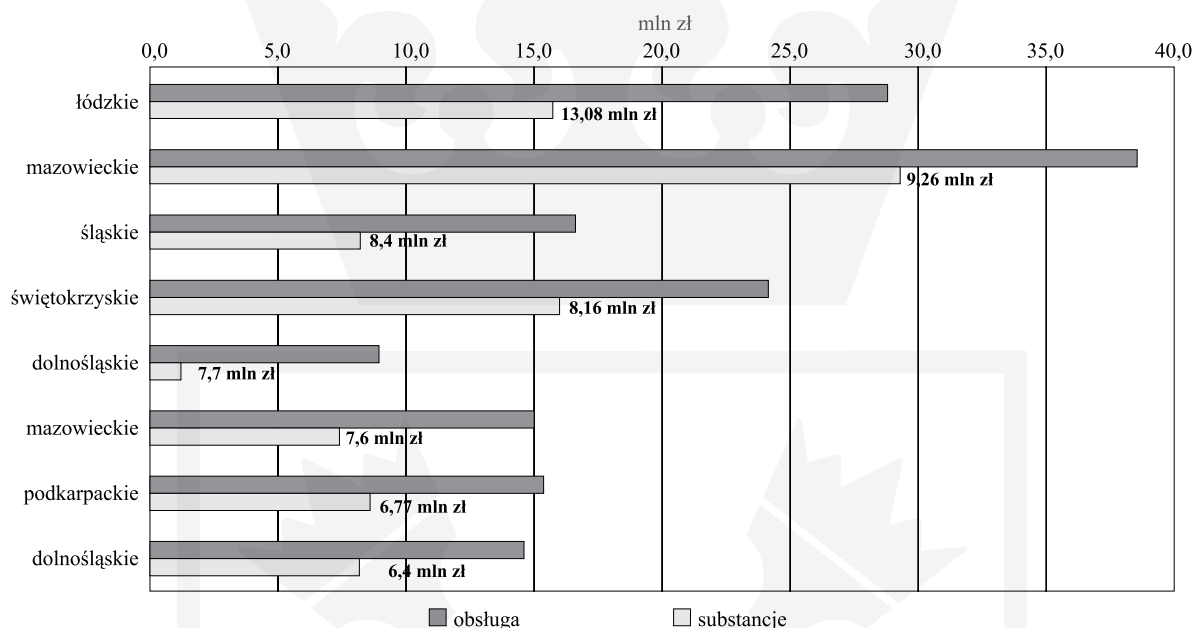 mln zł
0,0 5,0 10,0 15,0 20,0 25,0 30,0 35,0 40,0
łódzkie
13,08 mln zł
mazowieckie
9,26 mln zł
śląskie
8,4 mln zł
świętokrzyskie
8,16 mln zł
dolnośląskie
7,7 mln zł
mazowieckie
7,6 mln zł
podkarpackie
6,77 mln zł
dolnośląskie
6,4 mln zł
obsługa substancje